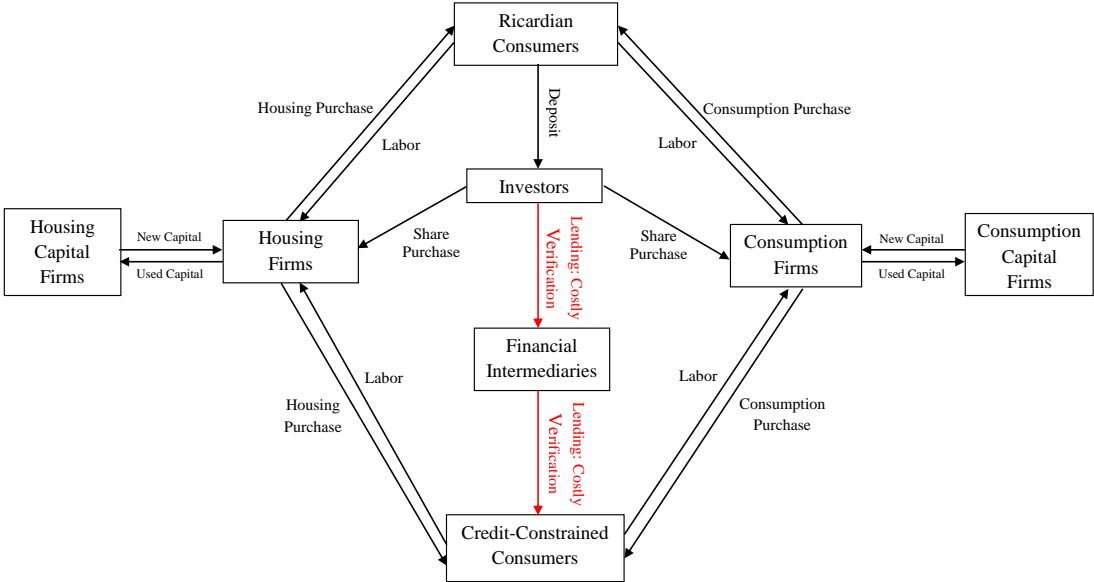 Ricardian
Consumers
Housing Purchase
Labor
Deposit
Consumption Purchase
Labor
Investors
Housing
Capital
Firms
New Capital
Used Capital
Housing
Firms
Share
Purchase
Lending: Costly
Verification
Share
Purchase
Consumption
Firms
New Capital
Used Capital
Consumption
Capital
Firms
Financial
Intermediaries
Labor
Housing
Purchase
Lending: Costly
Verification
Labor
Consumption
Purchase
Credit-Constrained
Consumers